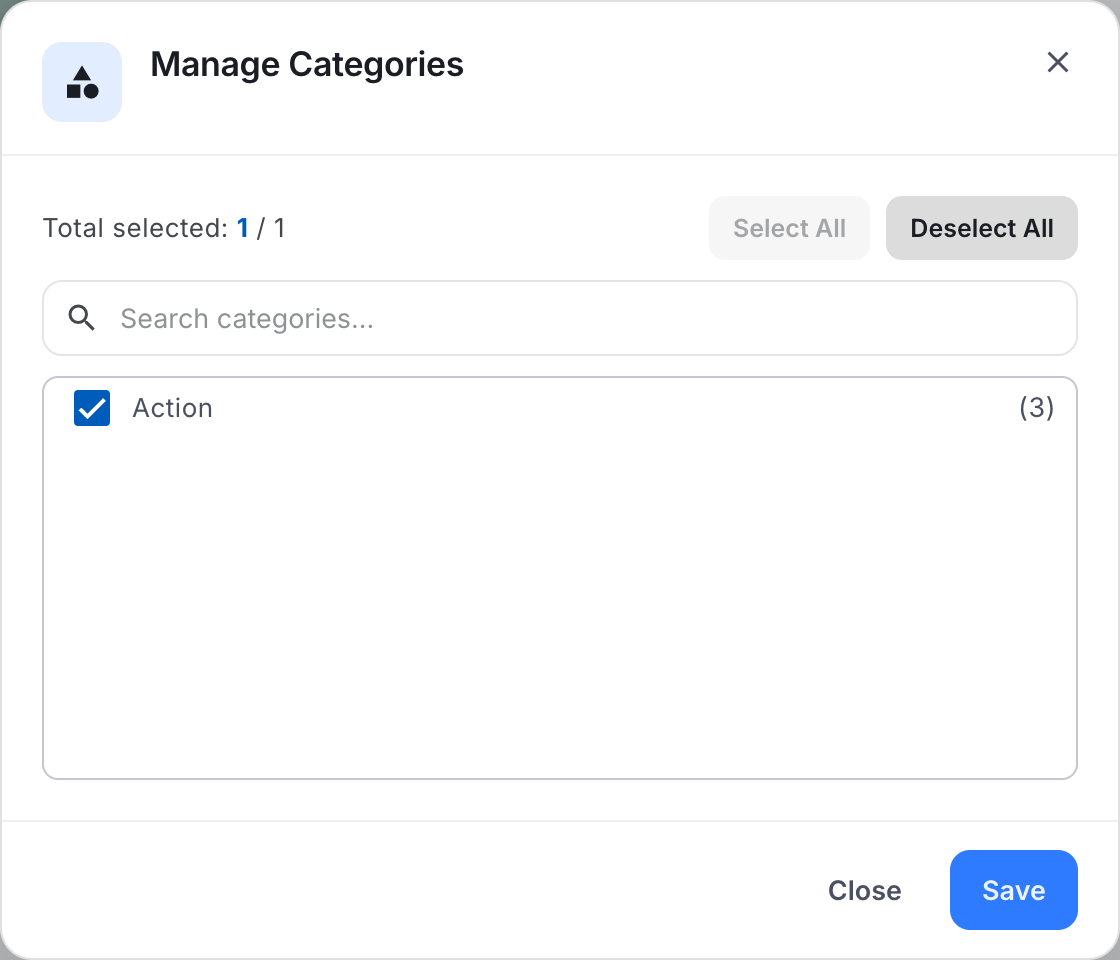 Manage Categories
Total selected: 1 / 1
Select All
Deselect All
Search categories...
Action (3)
Close
Save